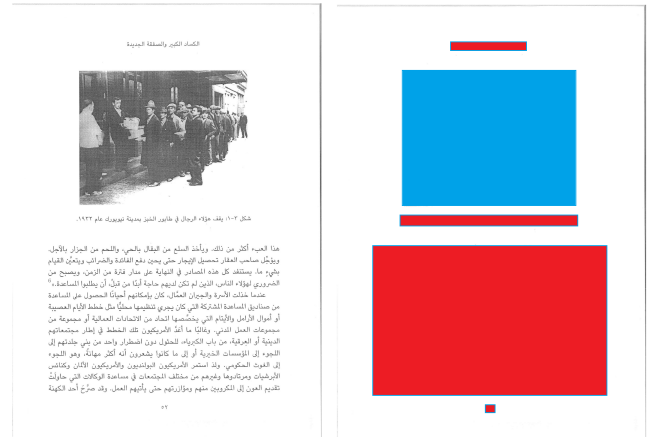 الكساد الكبير والصفقة الجديدة
شكل ٣-١: يقف هؤلاء الرجال في طابور الخبز بمدينة نيويورك عام ١٩٣٢.
هذا العبء أكثر من ذلك. ويأخذ السلع من البقال بالحي، واللحم من الجزار بالأجل.
ويؤجل صاحب العقار تحصيل الإيجار حتى يحين دفع الفائدة والضرائب ويتعين القيام
بشيء ما. يستنفد كل هذه المصادر في النهاية على مدار فترة من الزمن، ويصبح من
الضروري لهؤلاء الناس، الذين لم تكن لديهم حاجة أبدًا من قبل، أن يطلبوا المساعدة.»
عندما خذلت الأسرة والجيران العمال، كان بإمكانهم أحيانًا الحصول على المساعدة
من صناديق المساعدة المشتركة التي كان يجري تنظيمها محليًا مثل خطط الأيام العصيبة
أو أموال الأرامل والأيتام التي يخصصها اتحاد من الاتحادات العمالية أو مجموعة من
مجموعات العمل المدني. وغالبًا ما أعد الأمريكيون تلك الخطط في إطار مجتمعاتهم
الدينية أو العرقية، من باب الكبرياء، للحئول دون اضطرار واحد من بني جلدتهم إلى
اللجوء إلى المؤسسات الخيرية أو إلى ما كانوا يشعرون أنه أكثر مهانة، وهو اللجوء
إلى الغوث الحكومي. ولذ استمر الأمريكيون البولنديون والأمريكيون الألمان وكنائس
الأبرشيات ومرتادوها وغيرهم من مختلف المجتمعات في مساعدة الوكالات التي حاولت
تقديم العون إلى المكروبين منهم ومؤازرتهم حتى يأتيهم العمل. وقد صرح أحد الكهنة
٥٢